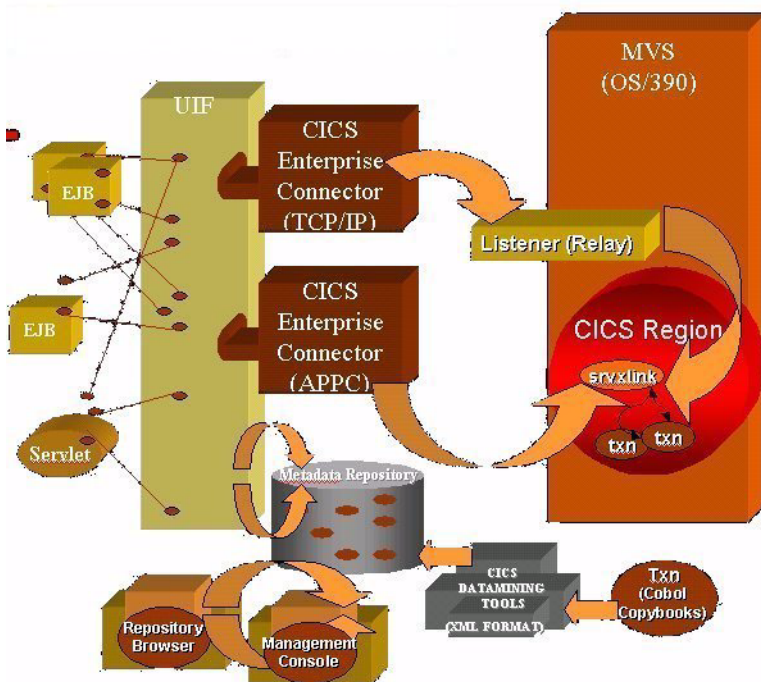 MVS
(OS/390)
UIF
CICS
Enterprise
Connector
(TCP/IP)
EJB
Listener (Relay)
CICS
Enterprise
Connector
(APPC)
EJB
CICS Region
srvxlink
txn
txn
Servlet
Metadata Repository
CICS
DATAMINING
TOOLS
(XML FORMAT)
Txn
(Cobol
Copybooks)
Repository
Browser
Management
Console